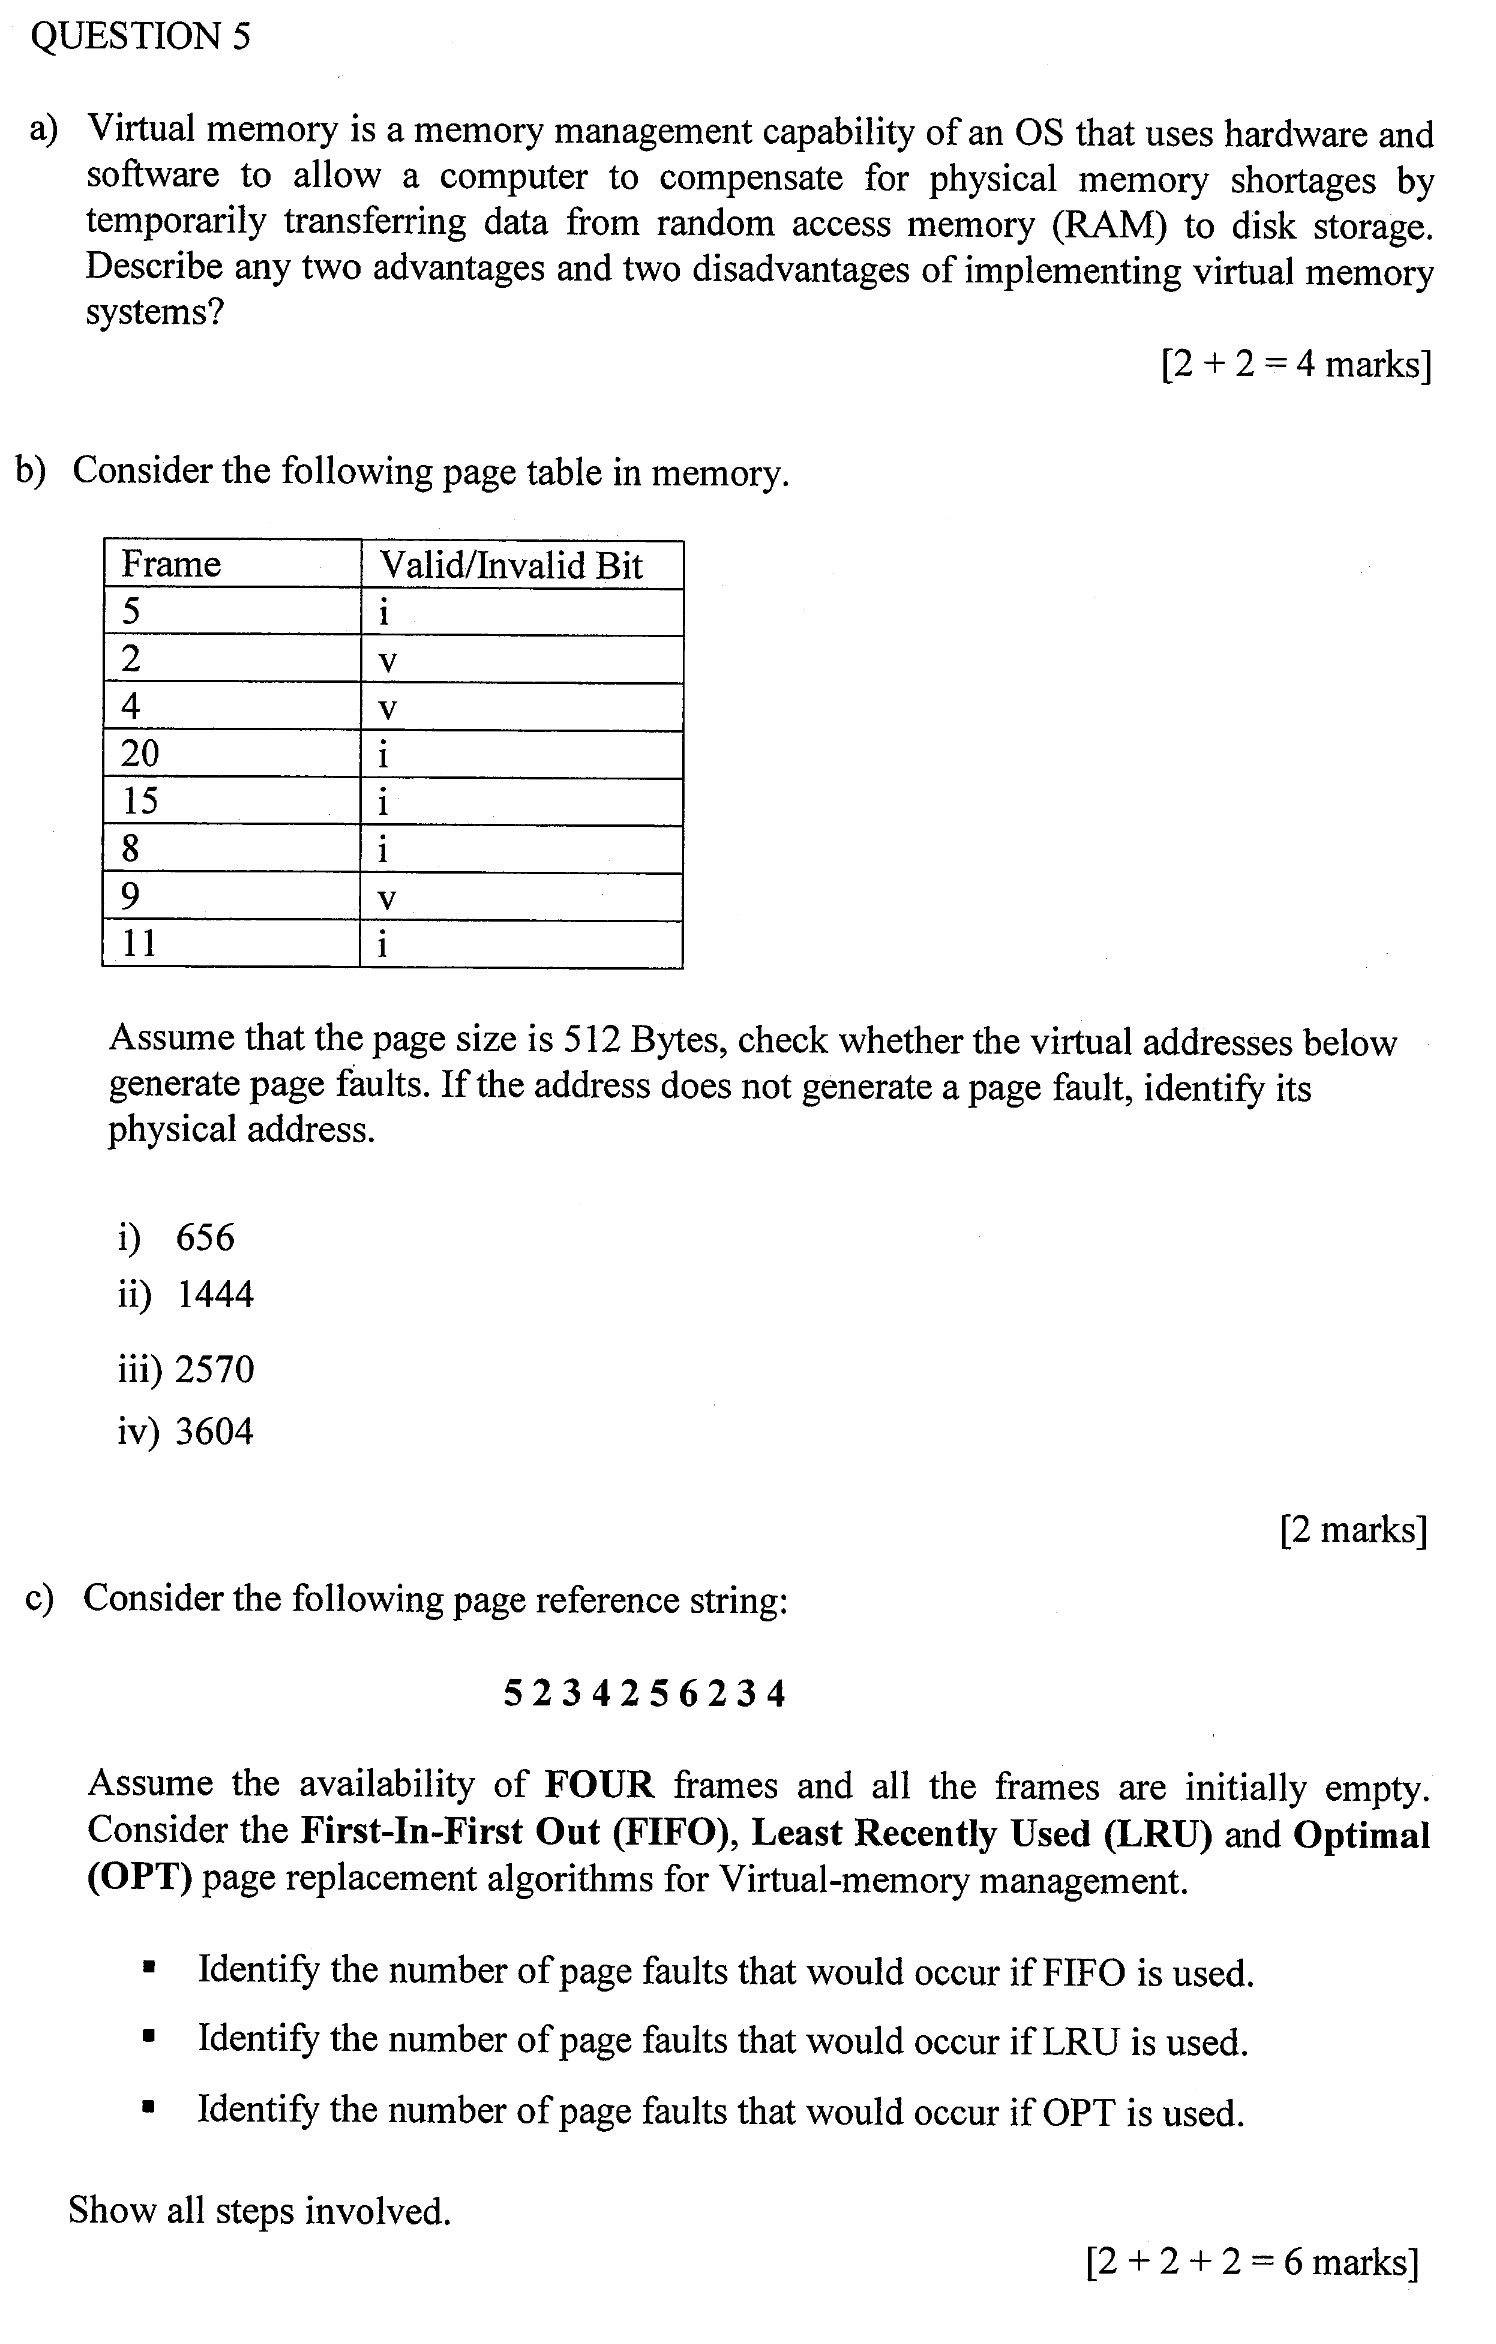 QUESTION 5
a) Virtual memory is a memory management capability of an OS that uses hardware and
software to allow a computer to compensate for physical memory shortages by
temporarily transferring data from random access memory (RAM) to disk storage.
Describe any two advantages and two disadvantages of implementing virtual memory
systems?
[2 + 2 = 4 marks]
b) Consider the following page table in memory.
Frame Valid/Invalid Bit
5 i
2 v
4 v
20 i
15 i
8 i
9 v
11 i
Assume that the page size is 512 Bytes, check whether the virtual addresses below
generate page faults. If the address does not generate a page fault, identify its
physical address.
i) 656
ii) 1444
iii) 2570
iv) 3604
[2 marks]
c) Consider the following page reference string:
5 2 3 4 2 5 6 2 3 4
Assume the availability of FOUR frames and all the frames are initially empty.
Consider the First-In-First Out (FIFO), Least Recently Used (LRU) and Optimal
(OPT) page replacement algorithms for Virtual-memory management.
▪ Identify the number of page faults that would occur if FIFO is used.
▪ Identify the number of page faults that would occur if LRU is used.
▪ Identify the number of page faults that would occur if OPT is used.
Show all steps involved.
[2 + 2 + 2 = 6 marks]